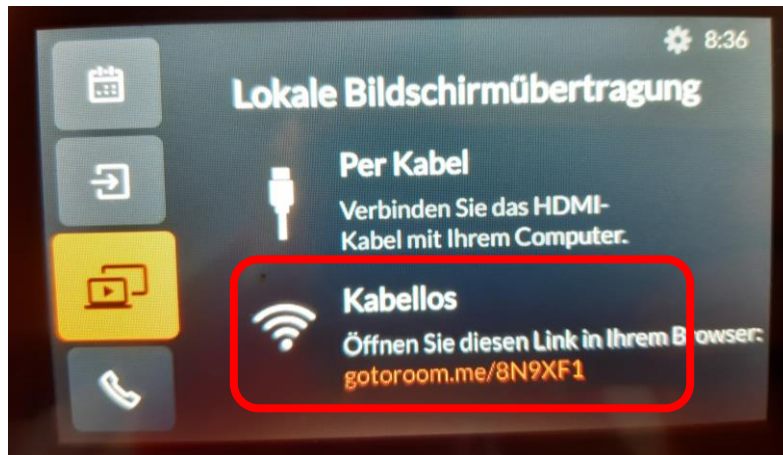 8:36
Lokale Bildschirmübertragung
Per Kabel
Verbinden Sie das HDMI-
Kabel mit Ihrem Computer.
Kabellos
Öffnen Sie diesen Link in Ihrem Browser:
gotoroom.me/8N9XF1